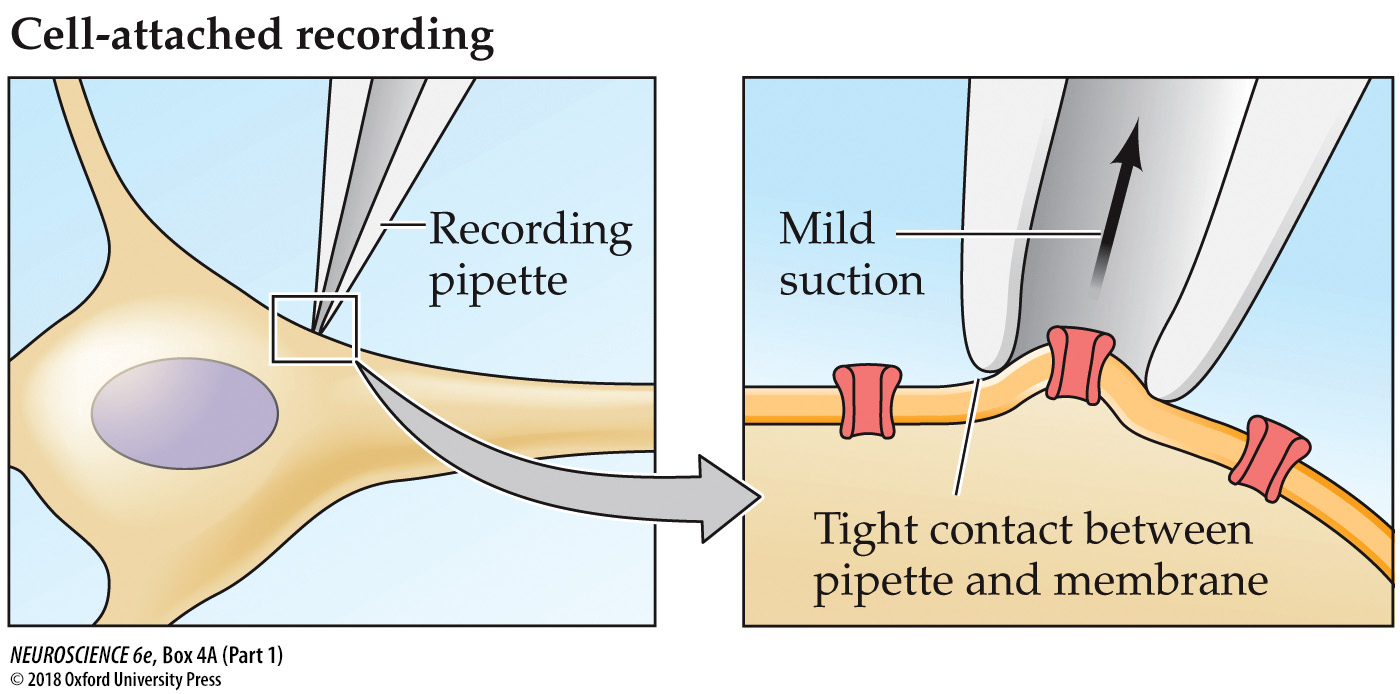 Cell-attached recording
Recording
pipette
Mild
suction
Tight contact between
pipette and membrane
NEUROSCIENCE 6e, Box 4A (Part 1)
© 2018 Oxford University Press